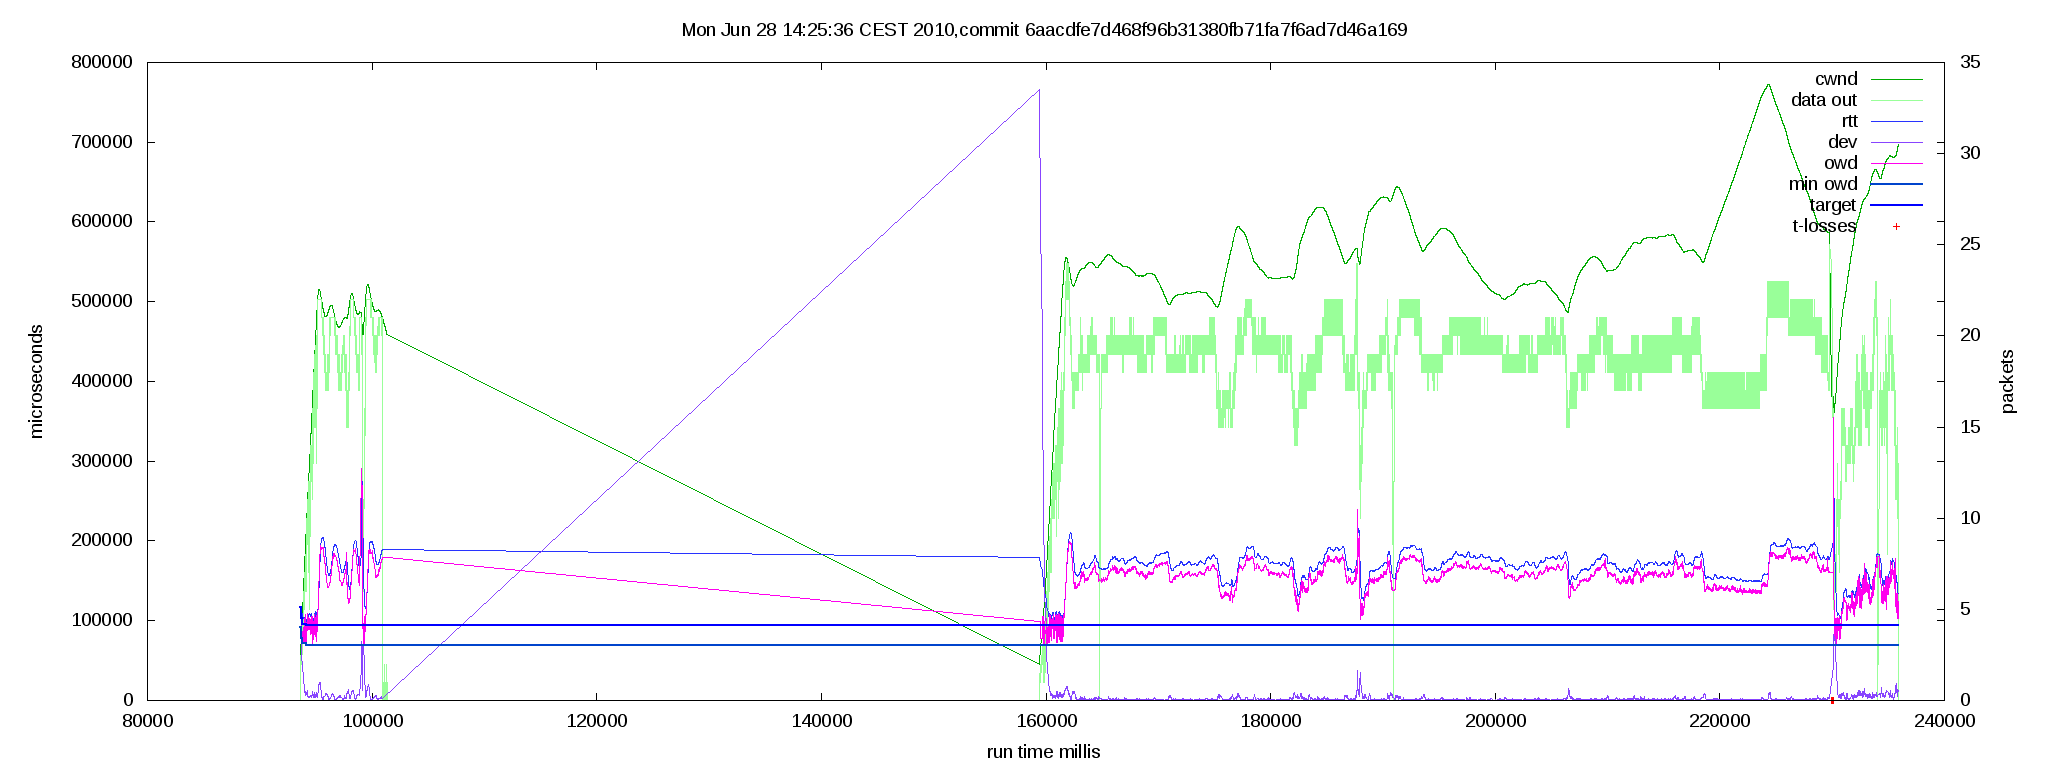 Mon Jun 28 14:25:36 CEST 2010,commit 6aacdfe7d468f96b31380fb71fa7f6ad7d46a169
microseconds
800000
700000
600000
500000
400000
300000
200000
100000
0
cwnd
data out
rtt
dev
owd
min owd
target
t-losses
35
30
25
20
15
10
5
0
packets
80000 100000 120000 140000 160000 180000 200000 220000 240000
run time millis